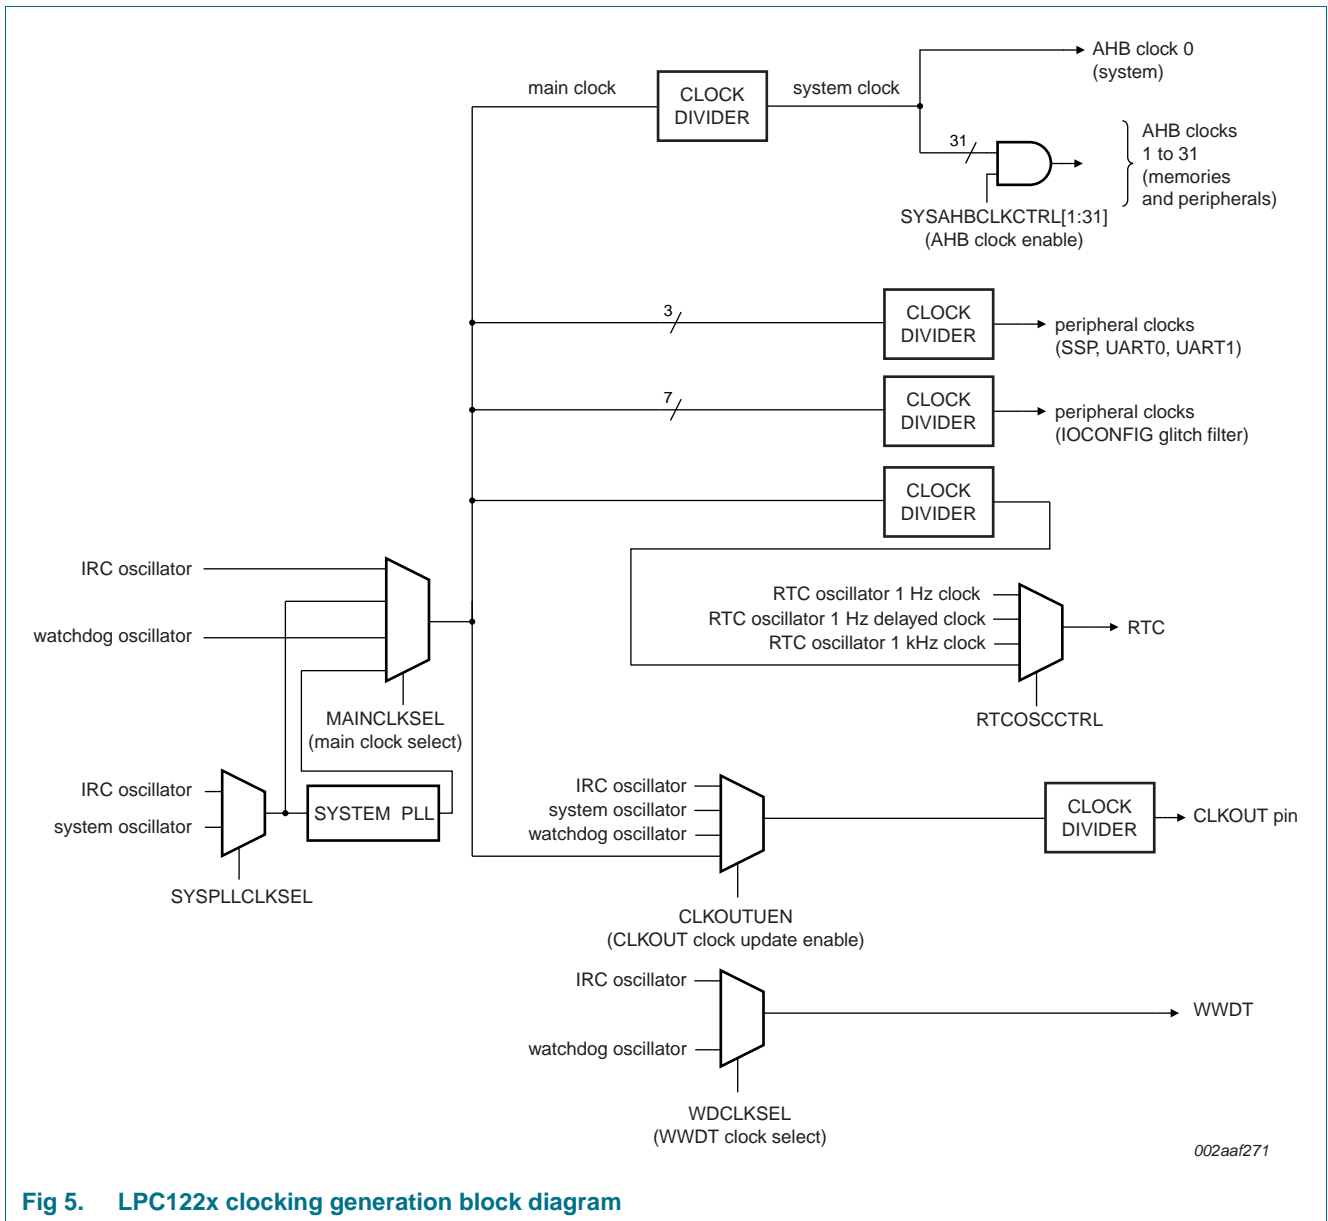 AHB clock 0
(system)
main clock
CLOCK
DIVIDER
system clock
31
AHB clocks
1 to 31
(memories
and peripherals)
SYSAHBCLKCTRL[1:31]
(AHB clock enable)
3
CLOCK
DIVIDER
peripheral clocks
(SSP, UART0, UART1)
7
CLOCK
DIVIDER
peripheral clocks
(IOCONFIG glitch filter)
CLOCK
DIVIDER
IRC oscillator
watchdog oscillator
MAINCLKSEL
(main clock select)
RTC oscillator 1 Hz clock
RTC oscillator 1 Hz delayed clock
RTC oscillator 1 kHz clock
RTC
RTCOSCCTRL
IRC oscillator
system oscillator
SYSTEM PLL
SYSPLLCLKSEL
IRC oscillator
system oscillator
watchdog oscillator
CLOCK
DIVIDER
CLKOUT pin
CLKOUTUEN
(CLKOUT clock update enable)
IRC oscillator
watchdog oscillator
WWDT
WDCLKSEL
(WWDT clock select)
002aaf271
Fig 5. LPC122x clocking generation block diagram